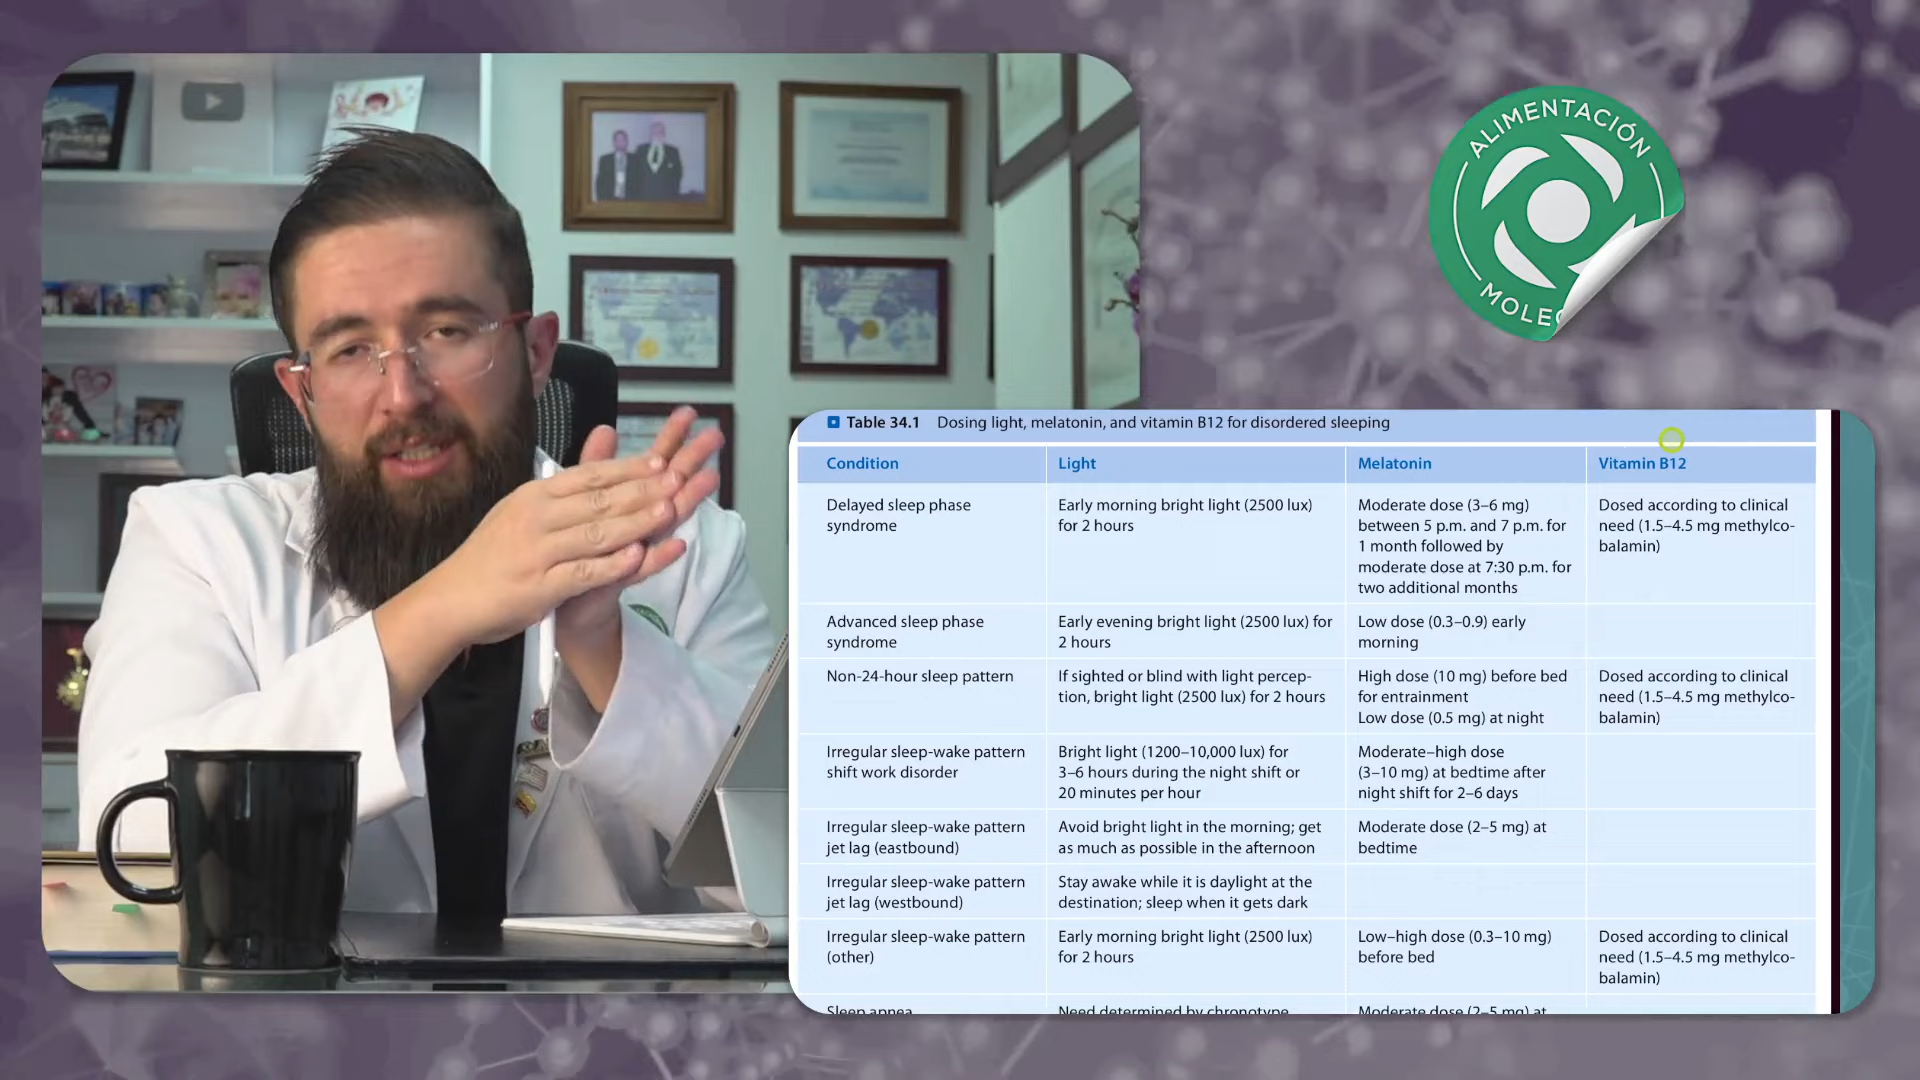 ALIMENTACIÓN
Table 34.1 Dosing light, melatonin, and vitamin B12 for disordered sleeping
Condition
Light
Melatonin
Vitamin B12
Delayed sleep phase
syndrome
Early morning bright light (2500 lux)
for 2 hours
Moderate dose (3–6 mg)
between 5 p.m. and 7 p.m. for
1 month followed by
moderate dose at 7:30 p.m. for
two additional months
Dosed according to clinical
need (1.5–4.5 mg methylco-
balamin)
Advanced sleep phase
syndrome
Early evening bright light (2500 lux) for
2 hours
Low dose (0.3–0.9) early
morning
Non-24-hour sleep pattern
If sighted or blind with light percep-
tion, bright light (2500 lux) for 2 hours
High dose (10 mg) before bed
for entrainment
Low dose (0.5 mg) at night
Dosed according to clinical
need (1.5–4.5 mg methylco-
balamin)
Irregular sleep-wake pattern
shift work disorder
Bright light (1200–10,000 lux) for
3–6 hours during the night shift or
20 minutes per hour
Moderate–high dose
(3–10 mg) at bedtime after
night shift for 2–6 days
Irregular sleep-wake pattern
jet lag (eastbound)
Avoid bright light in the morning; get
as much as possible in the afternoon
Moderate dose (2–5 mg) at
bedtime
Irregular sleep-wake pattern
jet lag (westbound)
Stay awake while it is daylight at the
destination; sleep when it gets dark
Irregular sleep-wake pattern
(other)
Early morning bright light (2500 lux)
for 2 hours
Low–high dose (0.3–10 mg)
before bed
Dosed according to clinical
need (1.5–4.5 mg methylco-
balamin)
Sleep apnea
Need determined by chronotype
Moderate dose (2–5 mg) at